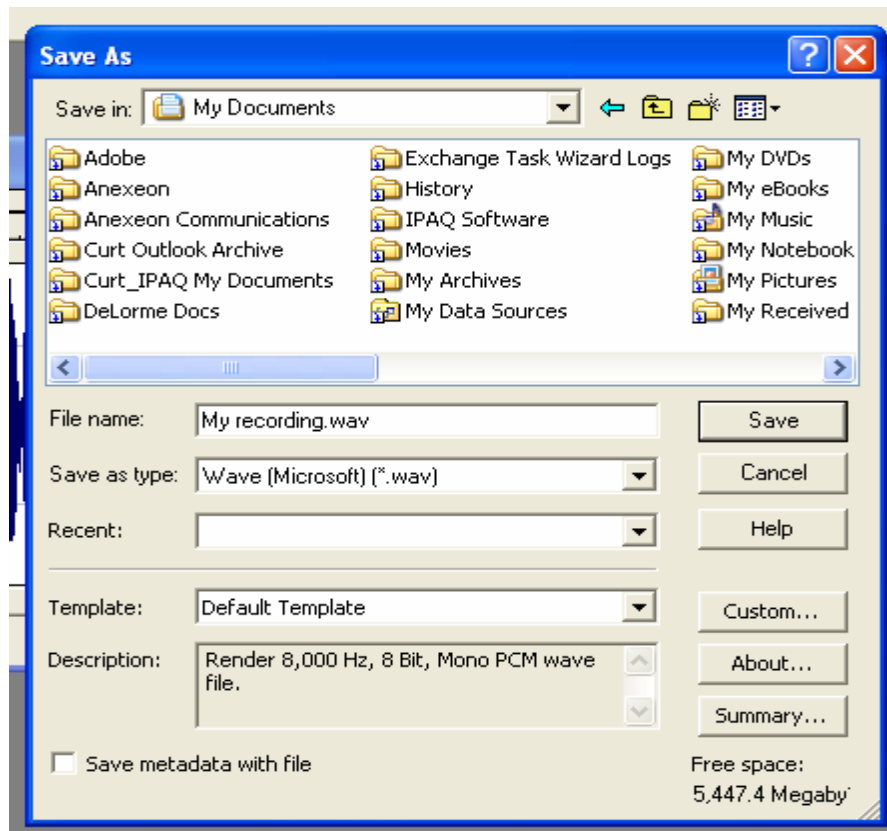 Save As
Save in: My Documents
Adobe
Anexeon
Anexeon Communications
Curt Outlook Archive
Curt_IPAQ My Documents
DeLorme Docs
Exchange Task Wizard Logs
History
IPAQ Software
Movies
My Archives
My Data Sources
My DVDs
My eBooks
My Music
My Notebook
My Pictures
My Received
File name: My recording.wav
Save as type: Wave (Microsoft) (*.wav)
Recent:
Save
Cancel
Help
Template: Default Template
Description: Render 8,000 Hz, 8 Bit, Mono PCM wave
file.
Custom...
About...
Summary...
Save metadata with file
Free space:
5,447.4 Megaby